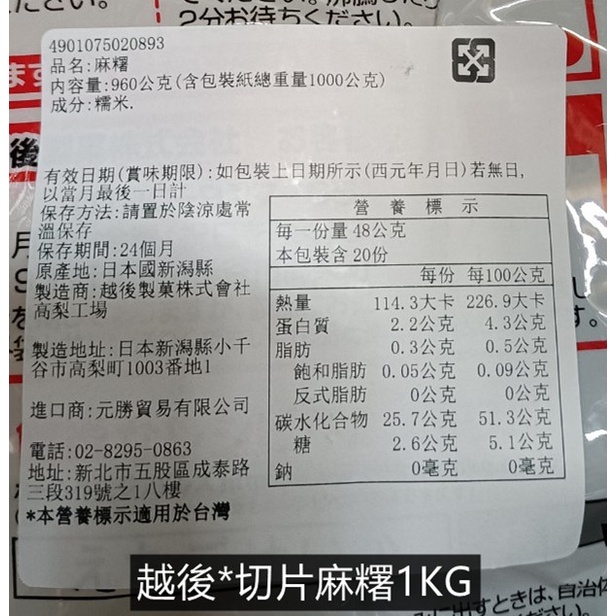 2分お待ちください。
4901075020893
品名:麻糬
內容量:960公克(含包裝紙總重量1000公克)
成分:糯米.
後
有效日期(賞味期限):如包裝上日期所示(西元年月日)若無日,
以當月最後一日計
保存方法:請置於陰涼處常
溫保存
保存期間:24個月
原產地:日本國新潟縣
製造商:越後製菓株式會社
高梨工場
製造地址:日本新潟縣小千
谷市高梨町1003番地1
進口商:元勝貿易有限公司
電話:02-8295-0863
地址:新北市五股區成泰路
三段319號之1八樓
*本營養標示適用於台灣
營養標示
每一份量 48公克
本包裝含 20份
每份 每100公克
熱量 114.3大卡 226.9大卡
蛋白質 2.2公克 4.3公克
脂肪 0.3公克 0.5公克
飽和脂肪 0.05公克 0.09公克
反式脂肪 0公克 0公克
碳水化合物 25.7公克 51.3公克
糖 2.6公克 5.1公克
鈉 0毫克 0毫克
越後*切片麻糬1KG